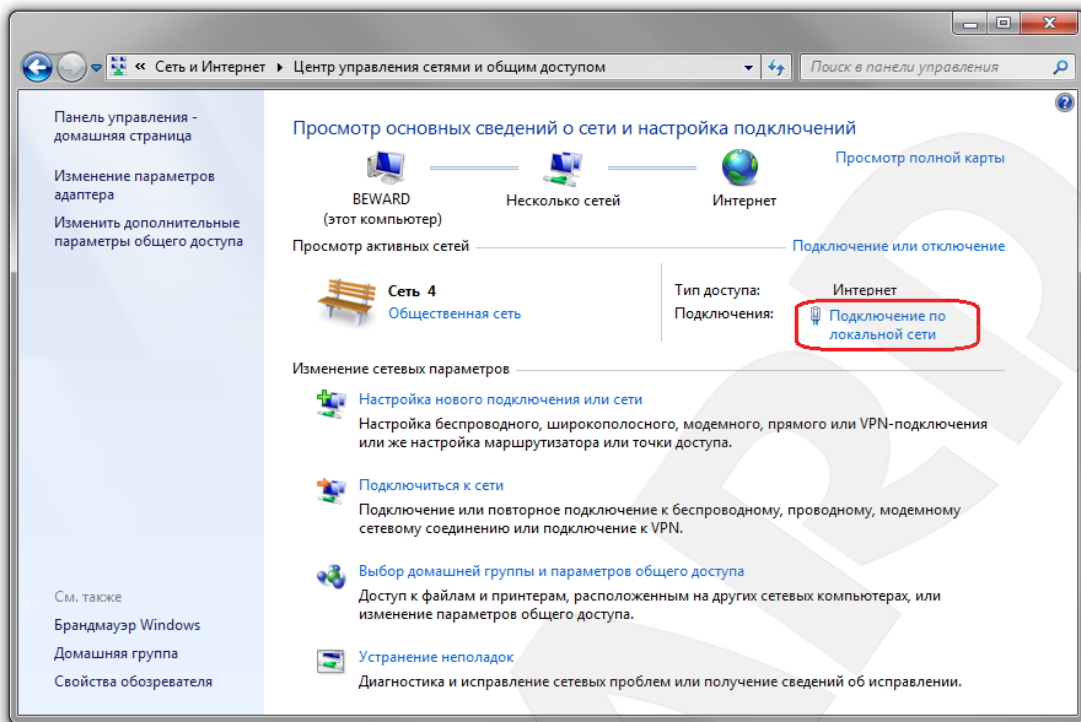 « Сеть и Интернет ▸ Центр управления сетями и общим доступом
Поиск в панели управления
Панель управления -
домашняя страница
Изменение параметров
адаптера
Изменить дополнительные
параметры общего доступа
См. также
Брандмауэр Windows
Домашняя группа
Свойства обозревателя
Просмотр основных сведений о сети и настройка подключений
Просмотр полной карты
BEWARD
(этот компьютер)
Несколько сетей
Интернет
Просмотр активных сетей
Подключение или отключение
Сеть 4
Общественная сеть
Тип доступа: Интернет
Подключения: Подключение по
локальной сети
Изменение сетевых параметров
Настройка нового подключения или сети
Настройка беспроводного, широкополосного, модемного, прямого или VPN-подключения
или же настройка маршрутизатора или точки доступа.
Подключиться к сети
Подключение или повторное подключение к беспроводному, проводному, модемному
сетевому соединению или подключение к VPN.
Выбор домашней группы и параметров общего доступа
Доступ к файлам и принтерам, расположенным на других сетевых компьютерах, или
изменение параметров общего доступа.
Устранение неполадок
Диагностика и исправление сетевых проблем или получение сведений об исправлении.